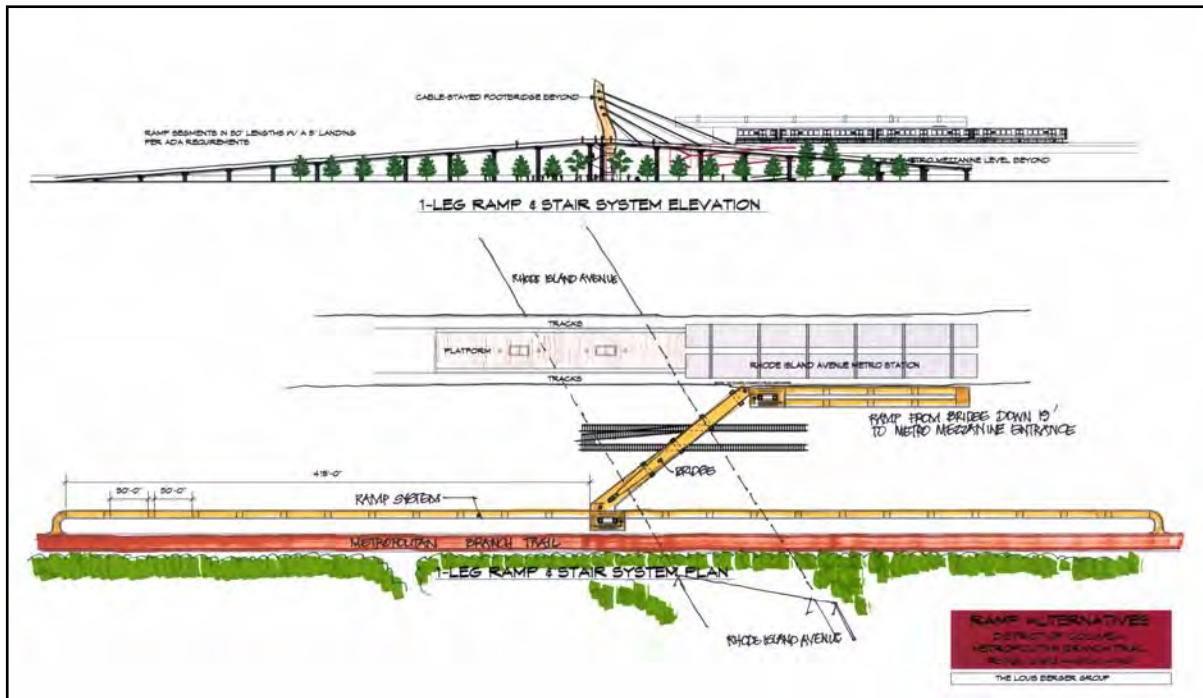 CABLE-STAYED FOOTBRIDGE BEYOND
RAMP SEGMENTS IN 30' LENGTHS W/ A 5' LANDING
PER ADA REQUIREMENTS
METRO MEZZANINE LEVEL BEYOND
1-LEG RAMP & STAIR SYSTEM ELEVATION
RHODE ISLAND AVENUE
TRACKS
PLATFORM
RHODE ISLAND AVENUE METRO STATION
TRACKS
RAMP FROM BRIDGE DOWN 19'
TO METRO MEZZANINE ENTRANCE
BRIDGE
415'-0"
30'-0"
30'-0"
RAMP SYSTEM
METROPOLITAN BRANCH TRAIL
1-LEG RAMP & STAIR SYSTEM PLAN
RHODE ISLAND AVENUE
RAMP ALTERNATIVES
DISTRICT OF COLUMBIA
METROPOLITAN BRANCH TRAIL
THE LOUIS BERGER GROUP